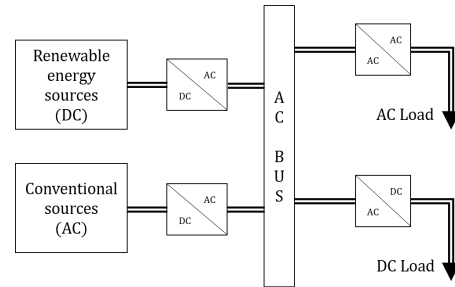 Renewable
energy
sources
(DC)
AC
DC
A
C
B
U
S
AC
AC
AC Load
Conventional
sources
(AC)
AC
DC
DC
AC
DC Load